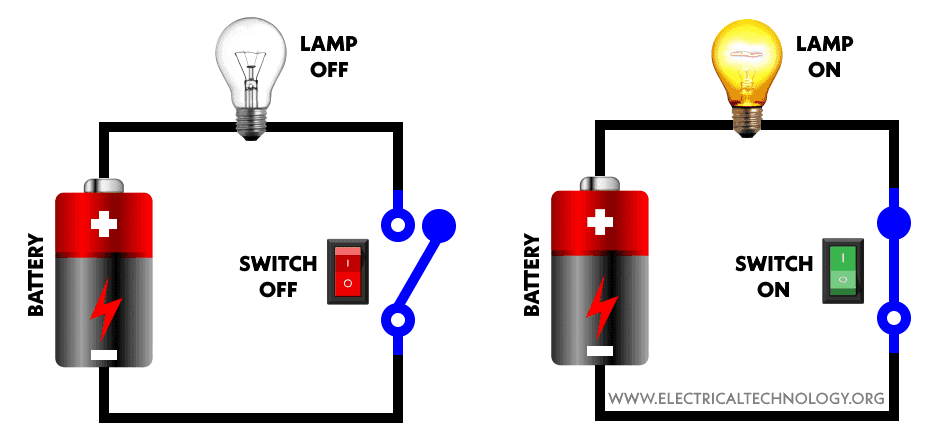 LAMP
OFF
BATTERY
SWITCH
OFF
I
O
LAMP
ON
BATTERY
SWITCH
ON
I
O
WWW.ELECTRICALTECHNOLOGY.ORG